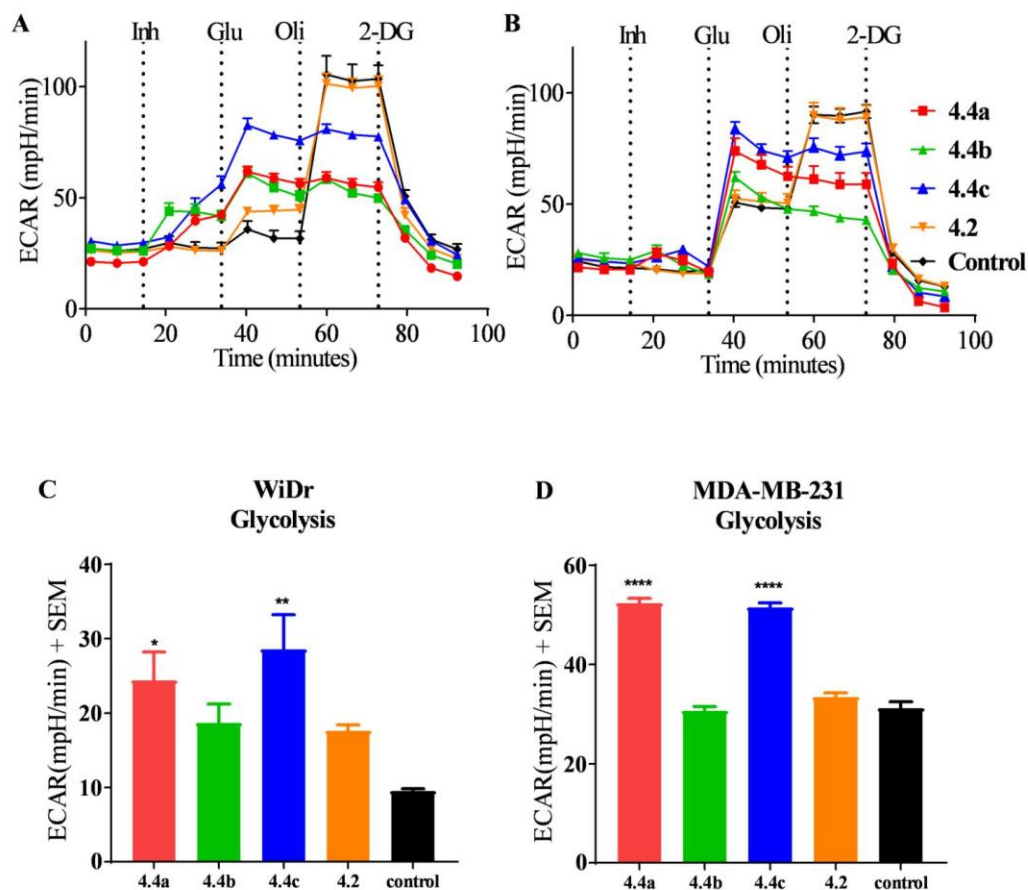 A
Inh
Glu
Oli
2-DG
ECAR (mpH/min)
100
50
0
0
20
40
60
80
100
Time (minutes)
B
Inh
Glu
Oli
2-DG
ECAR (mpH/min)
100
50
0
0
20
40
60
80
100
Time (minutes)
4.4a
4.4b
4.4c
4.2
Control
C
WiDr
Glycolysis
ECAR(mpH/min) + SEM
40
30
20
10
0
*
**
4.4a
4.4b
4.4c
4.2
control
D
MDA-MB-231
Glycolysis
ECAR(mpH/min) + SEM
60
40
20
0
****
****
4.4a
4.4b
4.4c
4.2
control